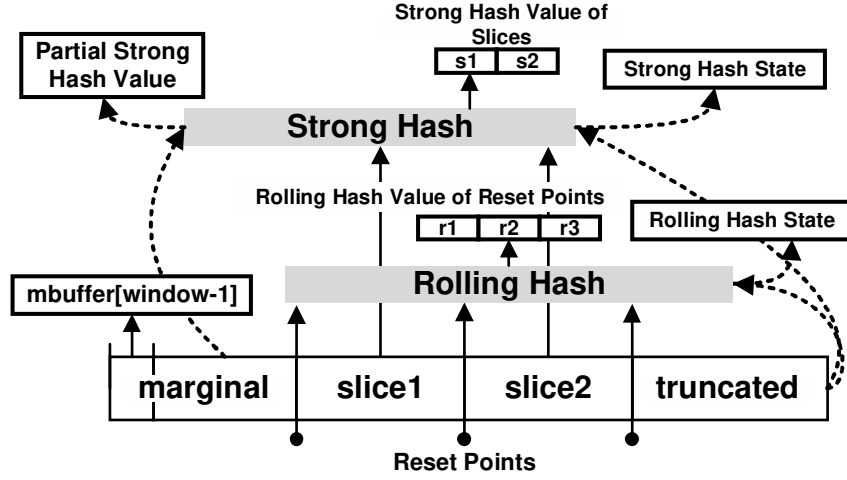 Strong Hash Value of
Slices
s1 s2
Partial Strong
Hash Value
Strong Hash State
Strong Hash
Rolling Hash Value of Reset Points
r1 r2 r3
Rolling Hash State
Rolling Hash
mbuffer[window-1]
marginal slice1 slice2 truncated
Reset Points